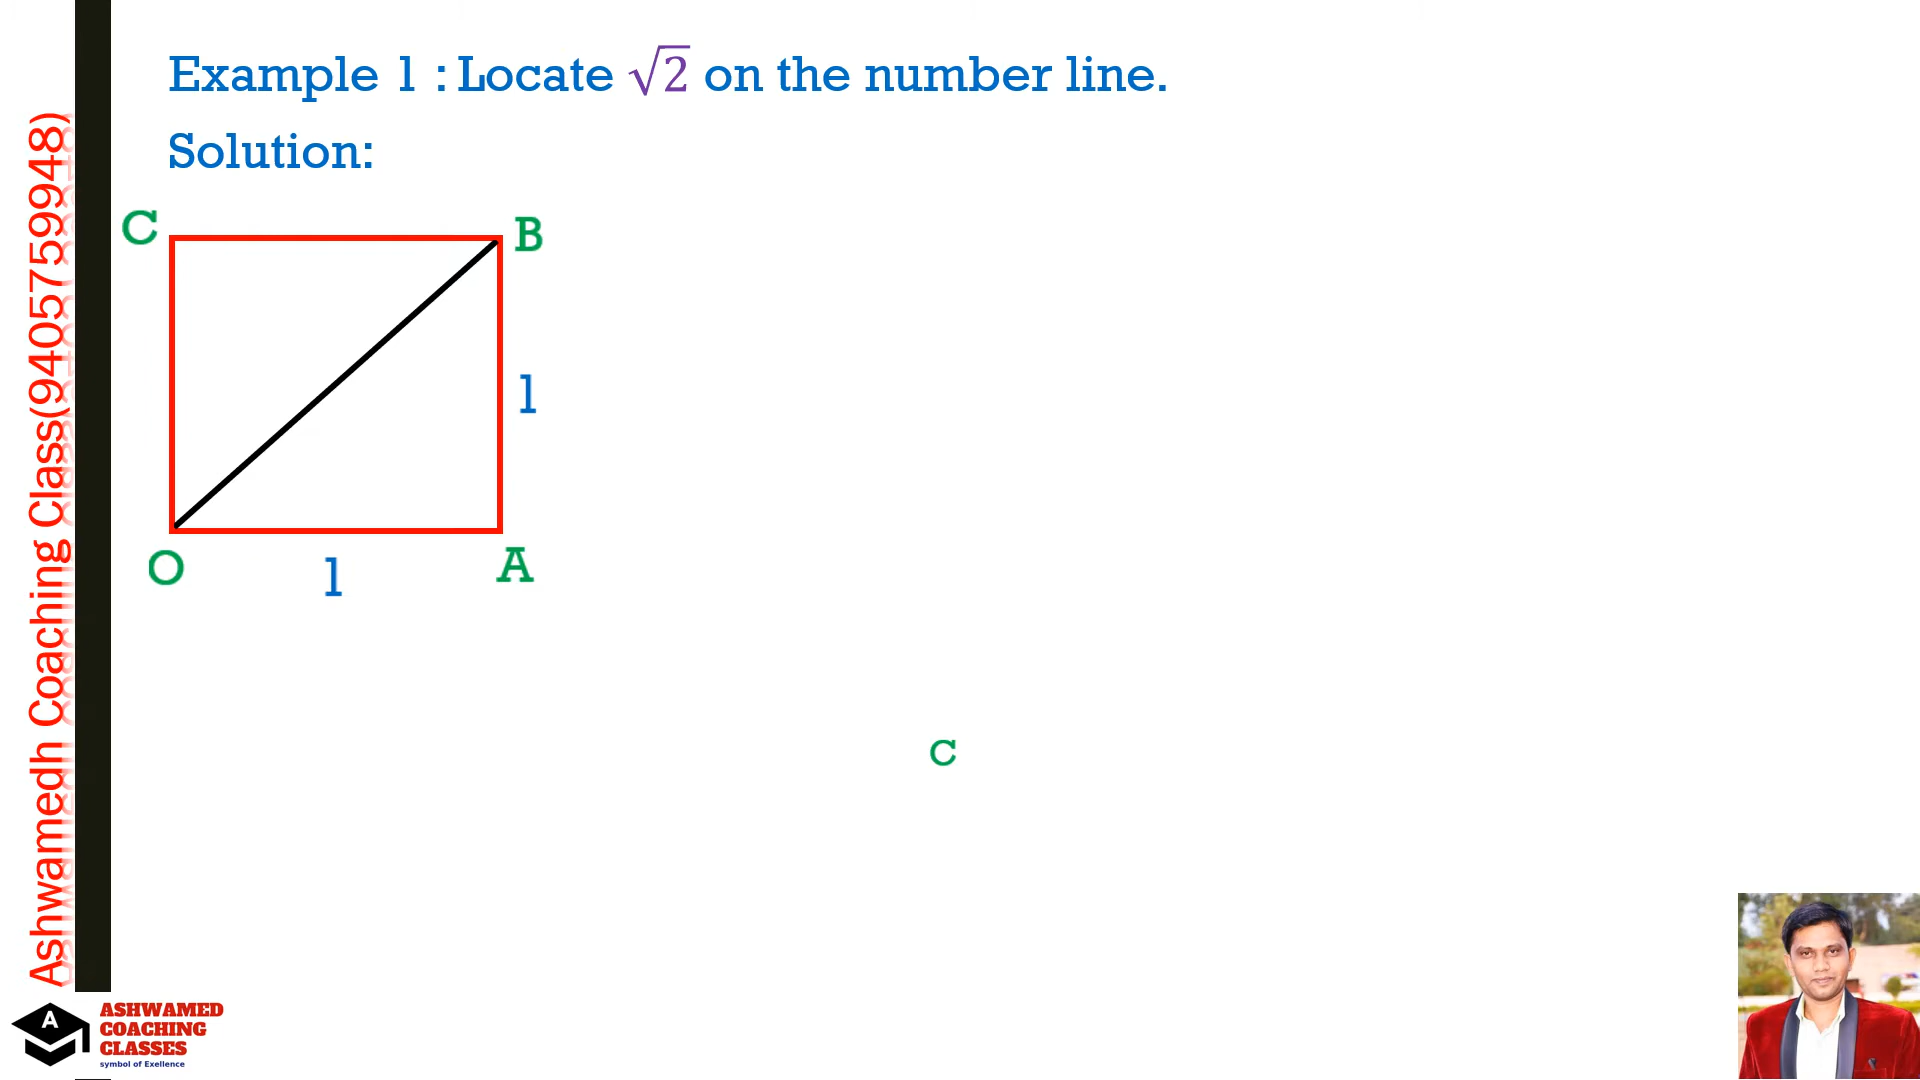 Example 1 : Locate √2 on the number line.
Solution:
C
B
1
O
1
A
C
Ashwamedh Coaching Class(9405759948)
A
ASHWAMED
COACHING
CLASSES
symbol of Exellence